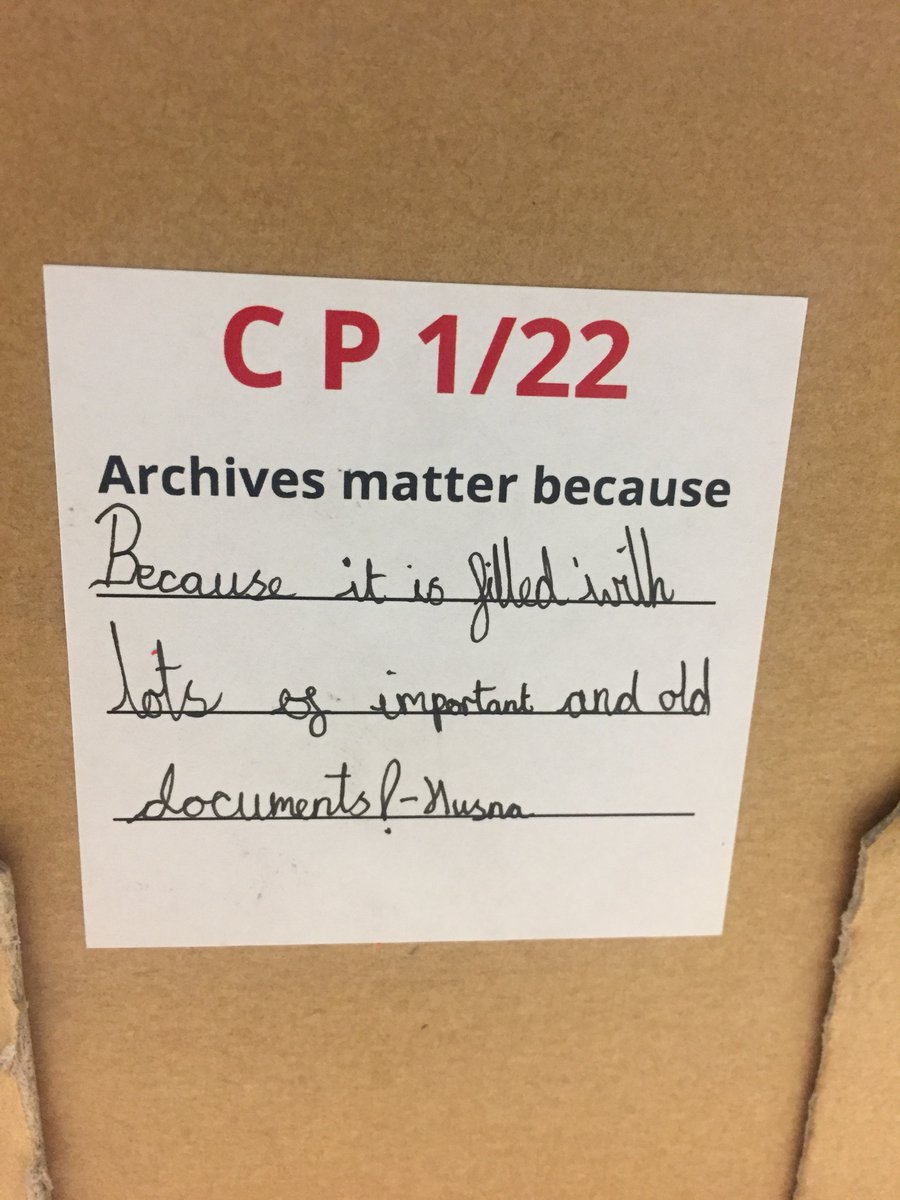 C P 1/22
Archives matter because
Because it is filled with
lots of important and old
documents! -Husna